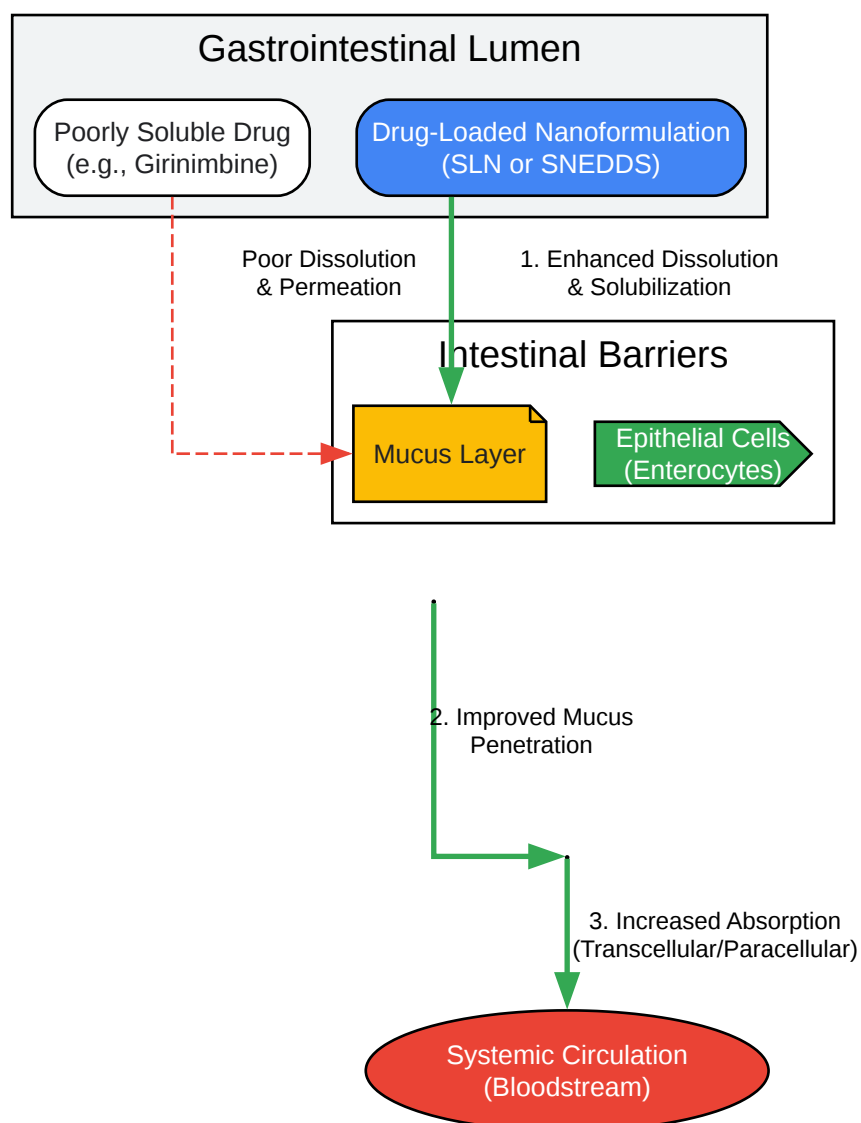 Gastrointestinal Lumen
Poorly Soluble Drug
(e.g., Girinimbine)
Drug-Loaded Nanoformulation
(SLN or SNEDDS)
Poor Dissolution
& Permeation
1. Enhanced Dissolution
& Solubilization
Intestinal Barriers
Mucus Layer
Epithelial Cells
(Enterocytes)
2. Improved Mucus
Penetration
3. Increased Absorption
(Transcellular/Paracellular)
Systemic Circulation
(Bloodstream)